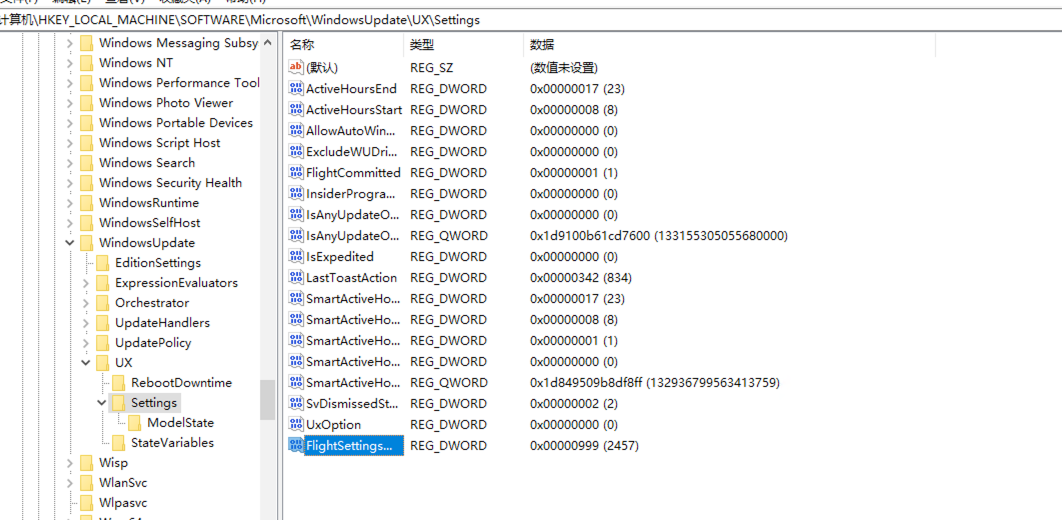 计算机\HKEY_LOCAL_MACHINE\SOFTWARE\Microsoft\WindowsUpdate\UX\Settings
Windows Messaging Subsy
Windows NT
Windows Performance Tool
Windows Photo Viewer
Windows Portable Devices
Windows Script Host
Windows Search
Windows Security Health
WindowsRuntime
WindowsSelfHost
WindowsUpdate
EditionSettings
ExpressionEvaluators
Orchestrator
UpdateHandlers
UpdatePolicy
UX
RebootDowntime
Settings
ModelState
StateVariables
Wisp
WlanSvc
Wlpasvc
名称 类型 数据
ab (默认) REG_SZ (数值未设置)
ActiveHoursEnd REG_DWORD 0x00000017 (23)
ActiveHoursStart REG_DWORD 0x00000008 (8)
AllowAutoWin... REG_DWORD 0x00000000 (0)
ExcludeWUDri... REG_DWORD 0x00000000 (0)
FlightCommitted REG_DWORD 0x00000001 (1)
InsiderProgra... REG_DWORD 0x00000000 (0)
IsAnyUpdateO... REG_DWORD 0x00000000 (0)
IsAnyUpdateO... REG_QWORD 0x1d9100b61cd7600 (133155305055680000)
IsExpedited REG_DWORD 0x00000000 (0)
LastToastAction REG_DWORD 0x00000342 (834)
SmartActiveHo... REG_DWORD 0x00000017 (23)
SmartActiveHo... REG_DWORD 0x00000008 (8)
SmartActiveHo... REG_DWORD 0x00000001 (1)
SmartActiveHo... REG_DWORD 0x00000000 (0)
SmartActiveHo... REG_QWORD 0x1d849509b8df8ff (132936799563413759)
SvDismissedSt... REG_DWORD 0x00000002 (2)
UxOption REG_DWORD 0x00000000 (0)
FlightSettings... REG_DWORD 0x00000999 (2457)